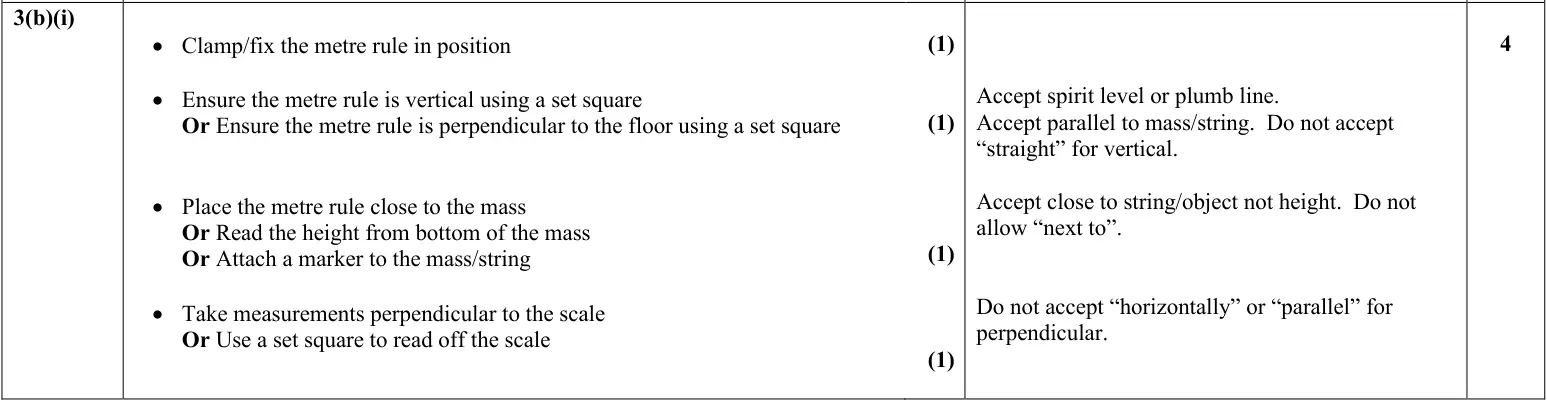 3(b)(i)
• Clamp/fix the metre rule in position (1) 4
• Ensure the metre rule is vertical using a set square
Or Ensure the metre rule is perpendicular to the floor using a set square (1)
Accept spirit level or plumb line.
Accept parallel to mass/string. Do not accept
“straight” for vertical.
• Place the metre rule close to the mass
Or Read the height from bottom of the mass
Or Attach a marker to the mass/string (1)
Accept close to string/object not height. Do not
allow “next to”.
• Take measurements perpendicular to the scale
Or Use a set square to read off the scale
(1)
Do not accept “horizontally” or “parallel” for
perpendicular.